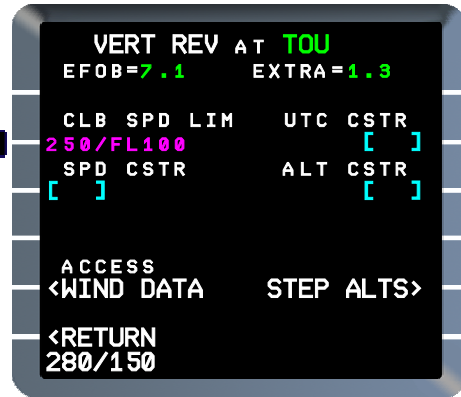 VERT REV AT TOU
EFOB=7.1 EXTRA=1.3
CLB SPD LIM UTC CSTR
250/FL100 [ ]
SPD CSTR ALT CSTR
[ ] [ ]
ACCESS
<WIND DATA STEP ALTS>
<RETURN
280/150